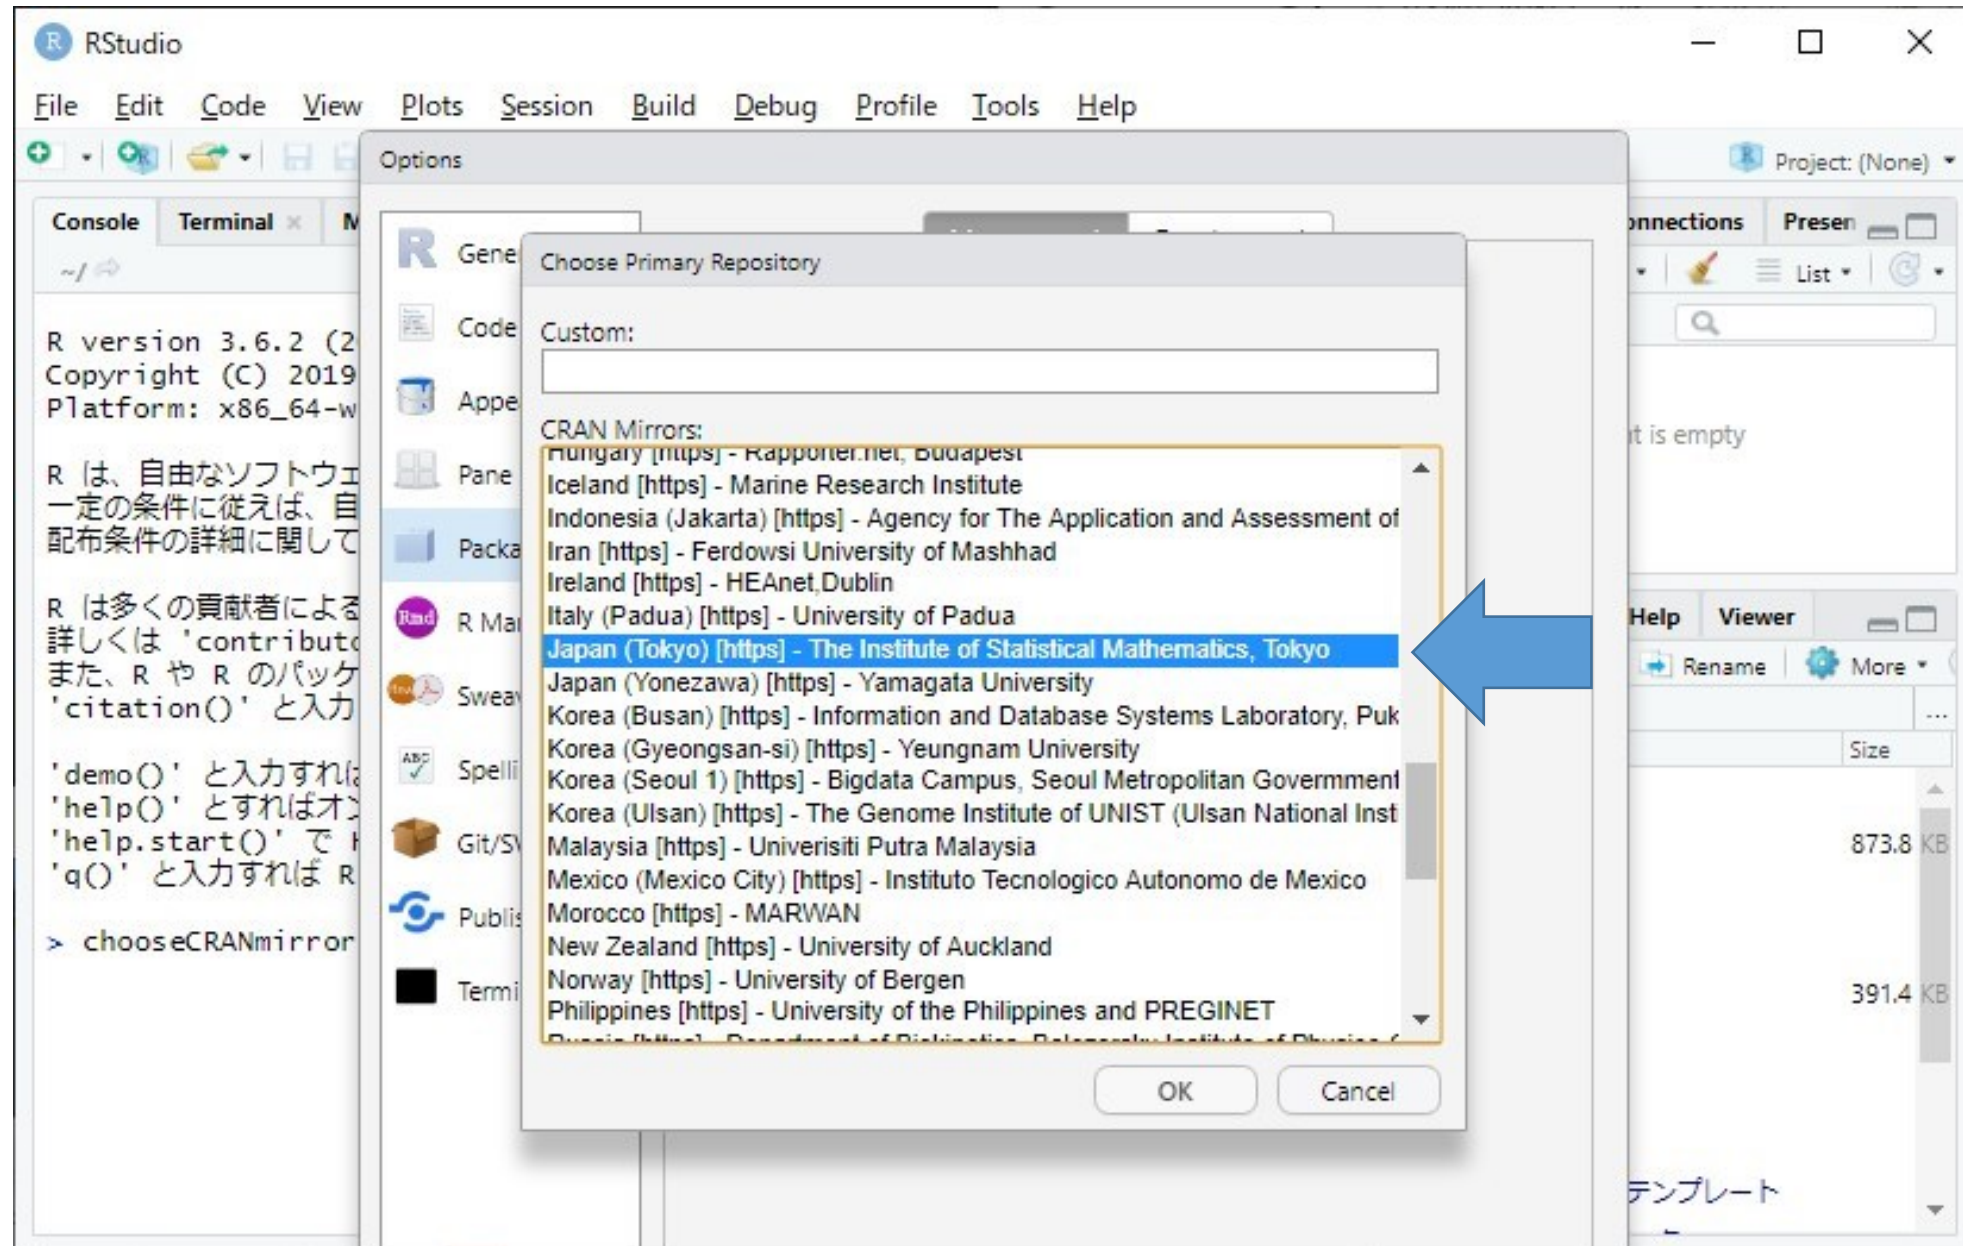 RStudio
File Edit Code View Plots Session Build Debug Profile Tools Help
Project: (None)
Options
Console Terminal
~/
R version 3.6.2 (2
Copyright (C) 2019
Platform: x86_64-w
R は、自由なソフトウェ
一定の条件に従えば、自
配布条件の詳細に関して
R は多くの貢献者による
詳しくは 'contributo
また、R や R のパッケ
'citation()' と入力
'demo()' と入力すれば
'help()' とすればオン
'help.start()' で
'q()' と入力すれば R
> chooseCRANmirror
Gene
Code
Appe
Pane
Packa
R Mar
Sweav
Spelli
Git/SV
Publis
Termi
Choose Primary Repository
Custom:
CRAN Mirrors:
Hungary [https] - Rapporter.net, Budapest
Iceland [https] - Marine Research Institute
Indonesia (Jakarta) [https] - Agency for The Application and Assessment of
Iran [https] - Ferdowsi University of Mashhad
Ireland [https] - HEAnet,Dublin
Italy (Padua) [https] - University of Padua
Japan (Tokyo) [https] - The Institute of Statistical Mathematics, Tokyo
Japan (Yonezawa) [https] - Yamagata University
Korea (Busan) [https] - Information and Database Systems Laboratory, Puk
Korea (Gyeongsan-si) [https] - Yeungnam University
Korea (Seoul 1) [https] - Bigdata Campus, Seoul Metropolitan Government
Korea (Ulsan) [https] - The Genome Institute of UNIST (Ulsan National Inst
Malaysia [https] - Univerisiti Putra Malaysia
Mexico (Mexico City) [https] - Instituto Tecnologico Autonomo de Mexico
Morocco [https] - MARWAN
New Zealand [https] - University of Auckland
Norway [https] - University of Bergen
Philippines [https] - University of the Philippines and PREGINET
OK Cancel
onnections Presen
List
t is empty
Help Viewer
Rename More
...
Size
873.8 KB
391.4 KB
テンプレート